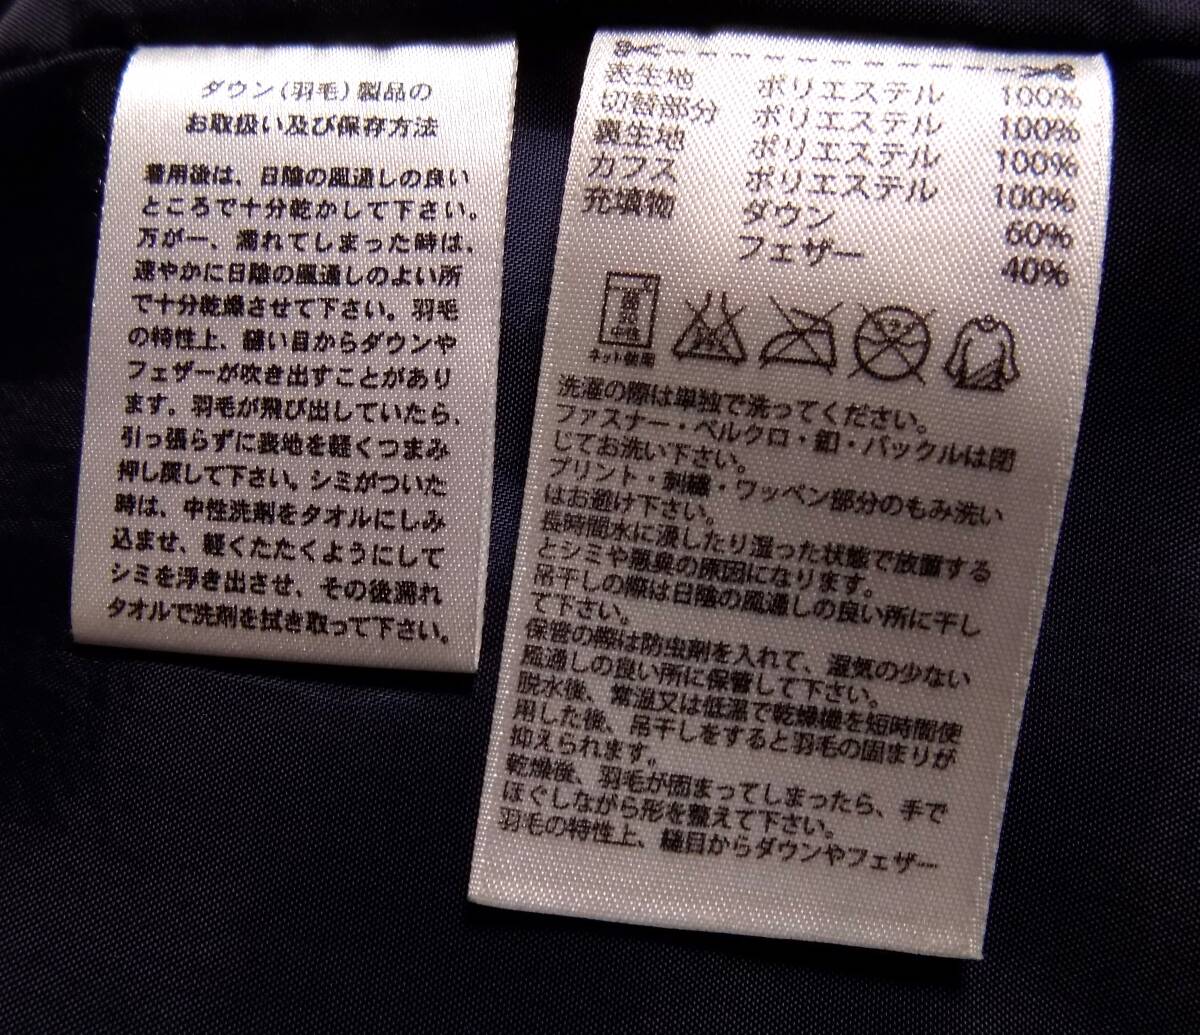 ダウン(羽毛)製品の
お取扱い及び保存方法
着用後は、日陰の風通しの良い
ところで十分乾かして下さい。
万が一、濡れてしまった時は、
速やかに日陰の風通しのよい所
で十分乾燥させて下さい。羽毛
の特性上、縫い目からダウンや
フェザーが吹き出すことがあり
ます。羽毛が飛び出していたら、
引っ張らずに表地を軽くつまみ
押し戻して下さい。シミがついた
時は、中性洗剤をタオルにしみ
込ませ、軽くたたくようにして
シミを浮き出させ、その後濡れ
タオルで洗剤を拭き取って下さい。
表生地 ポリエステル 100%
切替部分 ポリエステル 100%
裏生地 ポリエステル 100%
カフス ポリエステル 100%
充填物 ダウン 60%
フェザー 40%
中性
ネット使用
洗濯の際は単独で洗ってください。
ファスナー・ベルクロ・釦・バックルは閉
じてお洗い下さい。
プリント・刺繍・ワッペン部分のもみ洗い
はお避け下さい。
長時間水に浸したり湿った状態で放置する
とシミや悪臭の原因になります。
吊干しの際は日陰の風通しの良い所に干し
て下さい。
保管の際は防虫剤を入れて、湿気の少ない
風通しの良い所に保管して下さい。
脱水後、常温又は低温で乾燥機を短時間使
用した後、吊干しをすると羽毛の固まりが
抑えられます。
乾燥後、羽毛が固まってしまったら、手で
ほぐしながら形を整えて下さい。
羽毛の特性上、縫目からダウンやフェザー